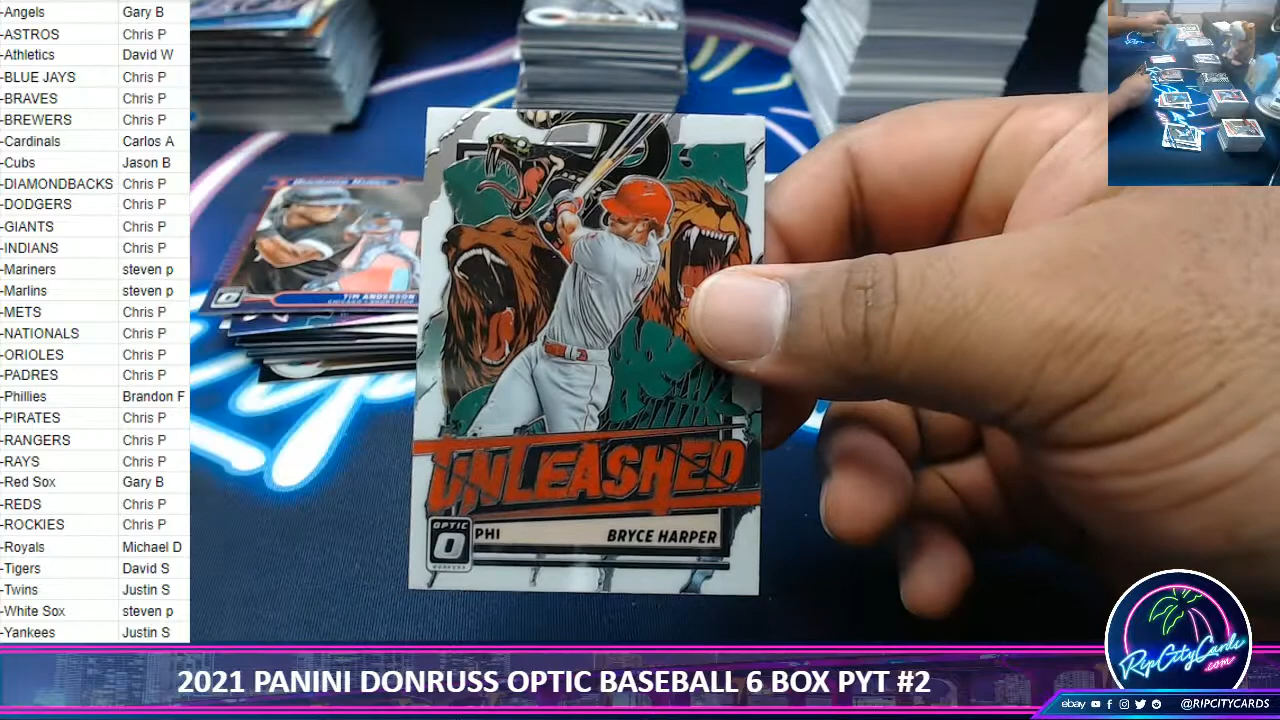 -Angels Gary B
-ASTROS Chris P
-Athletics David W
-BLUE JAYS Chris P
-BRAVES Chris P
-BREWERS Chris P
-Cardinals Carlos A
-Cubs Jason B
-DIAMONDBACKS Chris P
-DODGERS Chris P
-GIANTS Chris P
-INDIANS Chris P
-Mariners steven p
-Marlins steven p
-METS Chris P
-NATIONALS Chris P
-ORIOLES Chris P
-PADRES Chris P
-Phillies Brandon F
-PIRATES Chris P
-RANGERS Chris P
-RAYS Chris P
-Red Sox Gary B
-REDS Chris P
-ROCKIES Chris P
-Royals Michael D
-Tigers David S
-Twins Justin S
-White Sox steven p
-Yankees Justin S
TIM ANDERSON
CHICAGO • SHORTSTOP
UNLEASHED
OPTIC
PHI BRYCE HARPER
RipCityCards
.com
2021 PANINI DONRUSS OPTIC BASEBALL 6 BOX PYT #2
ebay @RIPCITYCARDS